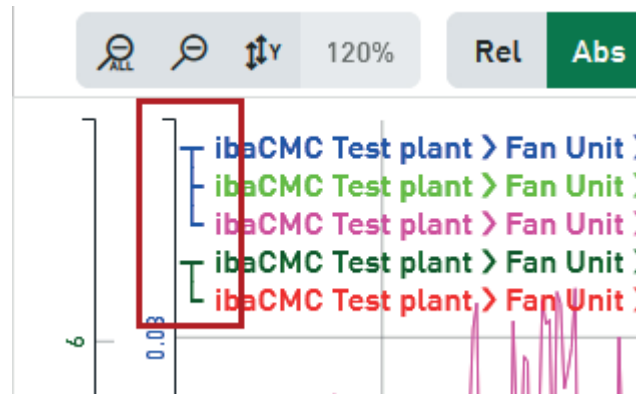 ALL Y 120% Rel Abs
ibaCMC Test plant > Fan Unit >
ibaCMC Test plant > Fan Unit >
ibaCMC Test plant > Fan Unit >
ibaCMC Test plant > Fan Unit >
ibaCMC Test plant > Fan Unit >
6
0.08